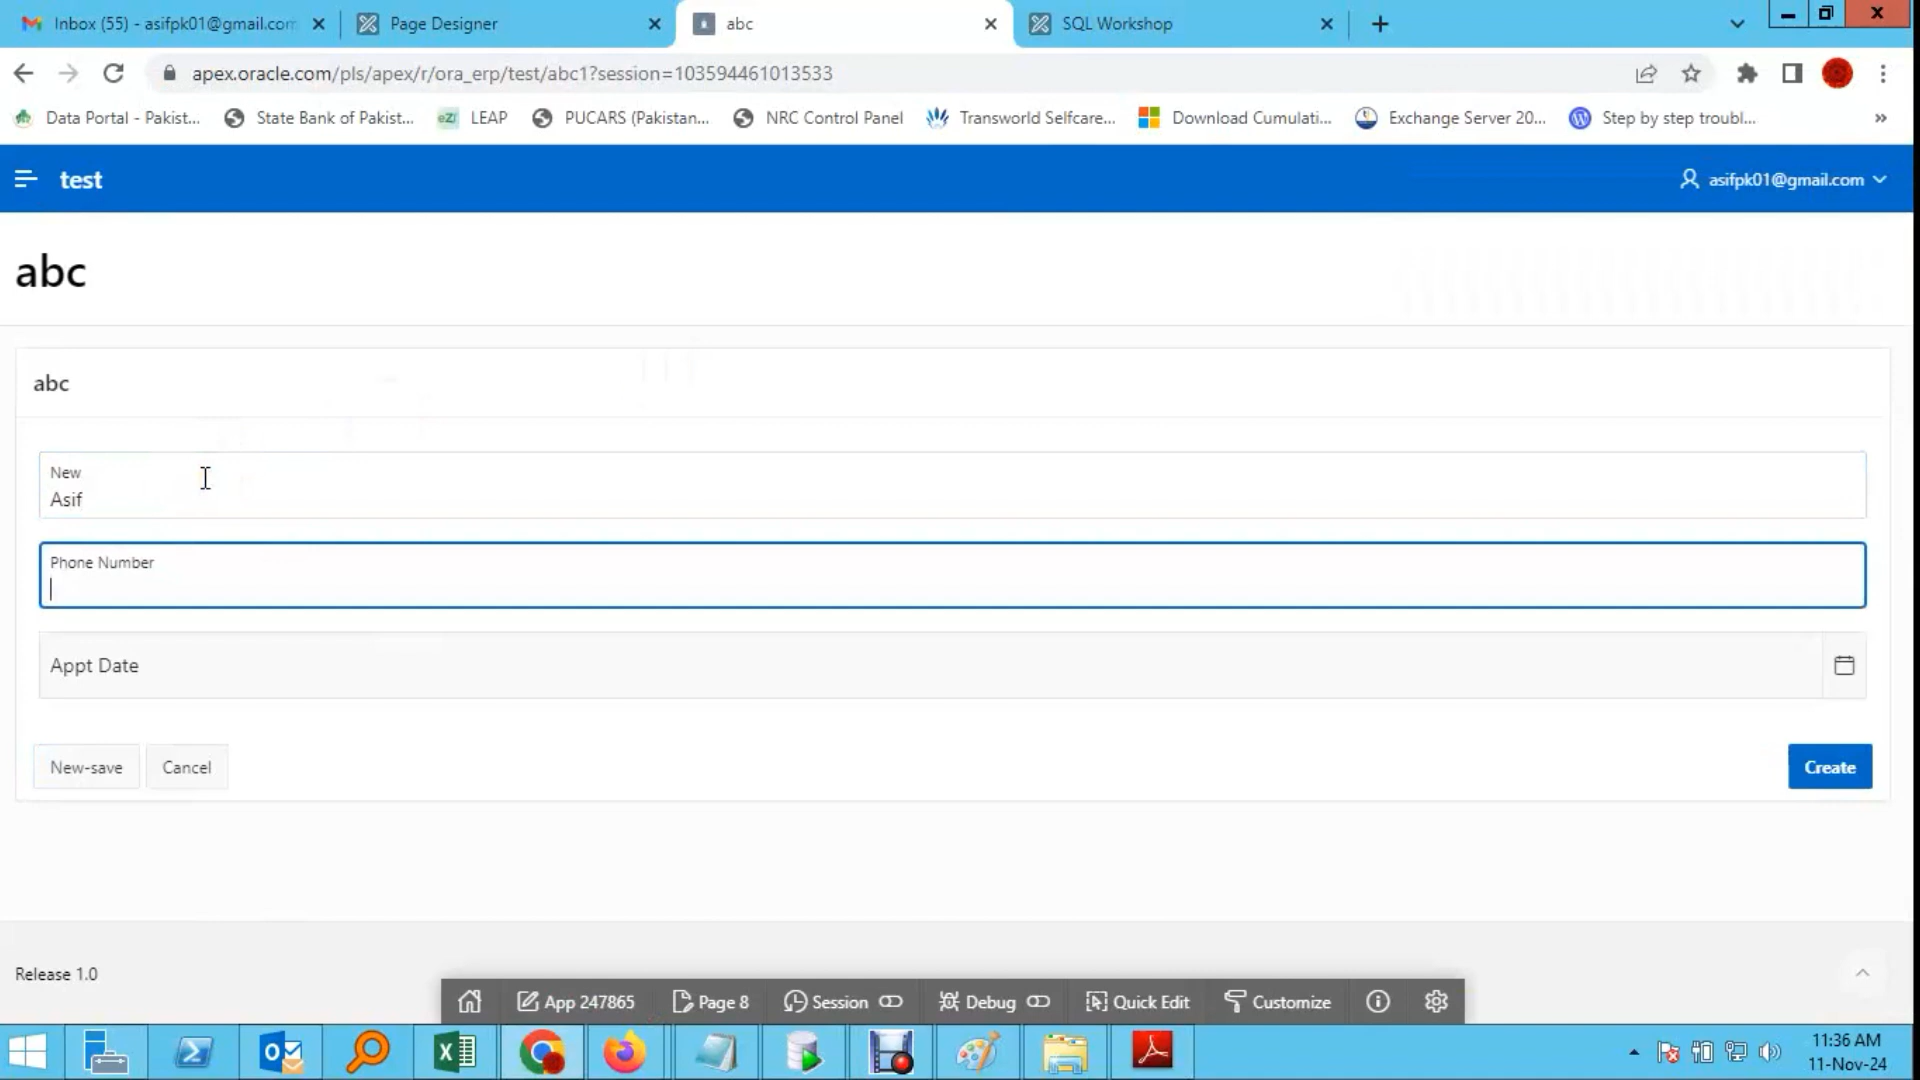 Inbox (55) - asifpk01@gmail.com
Page Designer
abc
SQL Workshop
apex.oracle.com/pls/apex/r/ora_erp/test/abc1?session=103594461013533
Data Portal - Pakist...
State Bank of Pakist...
eZ LEAP
PUCARS (Pakistan...
NRC Control Panel
Transworld Selfcare...
Download Cumulati...
Exchange Server 20...
Step by step troubl...
»
test
asifpk01@gmail.com
abc
abc
New
Asif
Phone Number
Appt Date
New-save
Cancel
Create
Release 1.0
App 247865
Page 8
Session
Debug
Quick Edit
Customize
11:36 AM
11-Nov-24